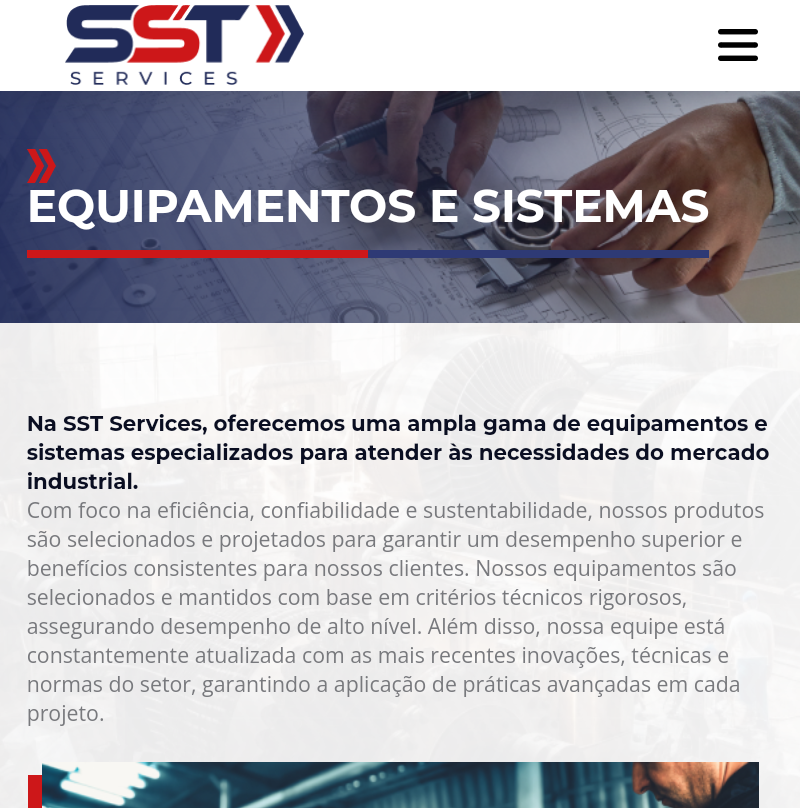 SST
SERVICES
EQUIPAMENTOS E SISTEMAS
Na SST Services, oferecemos uma ampla gama de equipamentos e
sistemas especializados para atender às necessidades do mercado
industrial.
Com foco na eficiência, confiabilidade e sustentabilidade, nossos produtos
são selecionados e projetados para garantir um desempenho superior e
benefícios consistentes para nossos clientes. Nossos equipamentos são
selecionados e mantidos com base em critérios técnicos rigorosos,
assegurando desempenho de alto nível. Além disso, nossa equipe está
constantemente atualizada com as mais recentes inovações, técnicas e
normas do setor, garantindo a aplicação de práticas avançadas em cada
projeto.